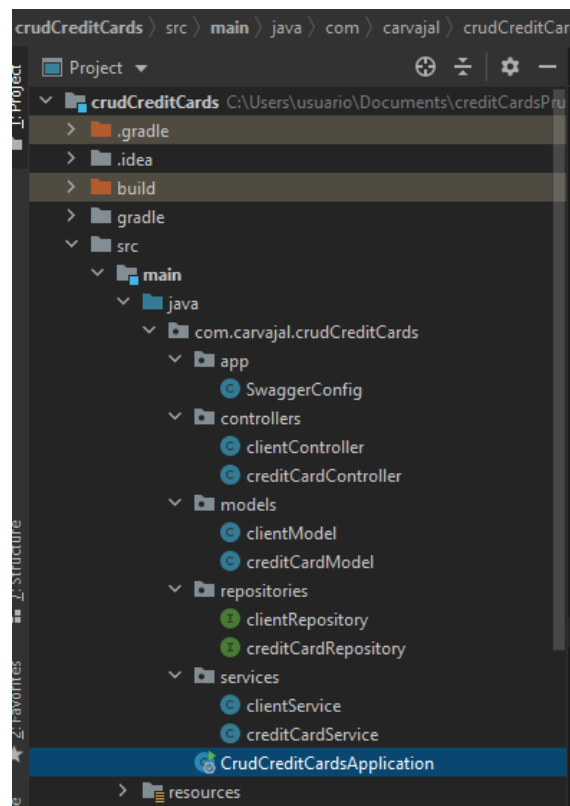 crudCreditCards 〉 src 〉 main 〉 java 〉 com 〉 carvajal 〉 crudCreditCar
1: Project
Project
crudCreditCards C:\Users\usuario\Documents\creditCardsPru
.gradle
.idea
build
gradle
src
main
java
com.carvajal.crudCreditCards
app
SwaggerConfig
controllers
clientController
creditCardController
models
clientModel
creditCardModel
7: Structure
repositories
clientRepository
creditCardRepository
services
clientService
creditCardService
2: Favorites
CrudCreditCardsApplication
resources